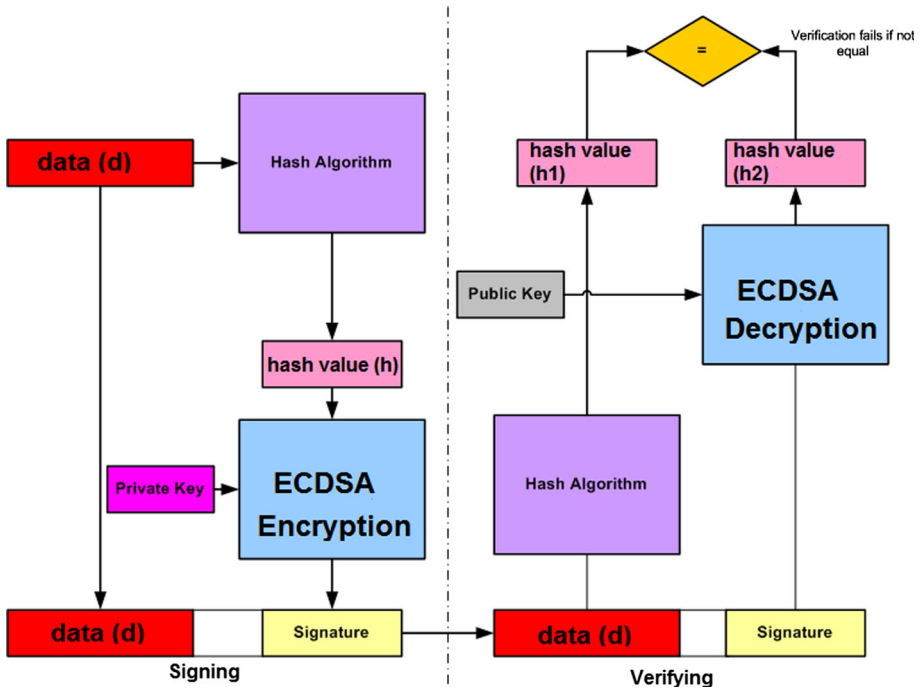 data (d)
Hash Algorithm
hash value (h)
Private Key
ECDSA
Encryption
data (d)
Signature
Signing
=
Verification fails if not
equal
hash value
(h1)
hash value
(h2)
Public Key
ECDSA
Decryption
Hash Algorithm
data (d)
Signature
Verifying